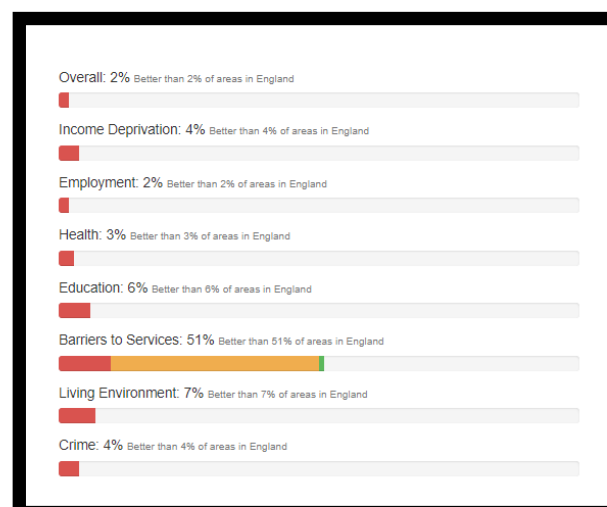 Overall: 2% Better than 2% of areas in England
Income Deprivation: 4% Better than 4% of areas in England
Employment: 2% Better than 2% of areas in England
Health: 3% Better than 3% of areas in England
Education: 6% Better than 6% of areas in England
Barriers to Services: 51% Better than 51% of areas in England
Living Environment: 7% Better than 7% of areas in England
Crime: 4% Better than 4% of areas in England